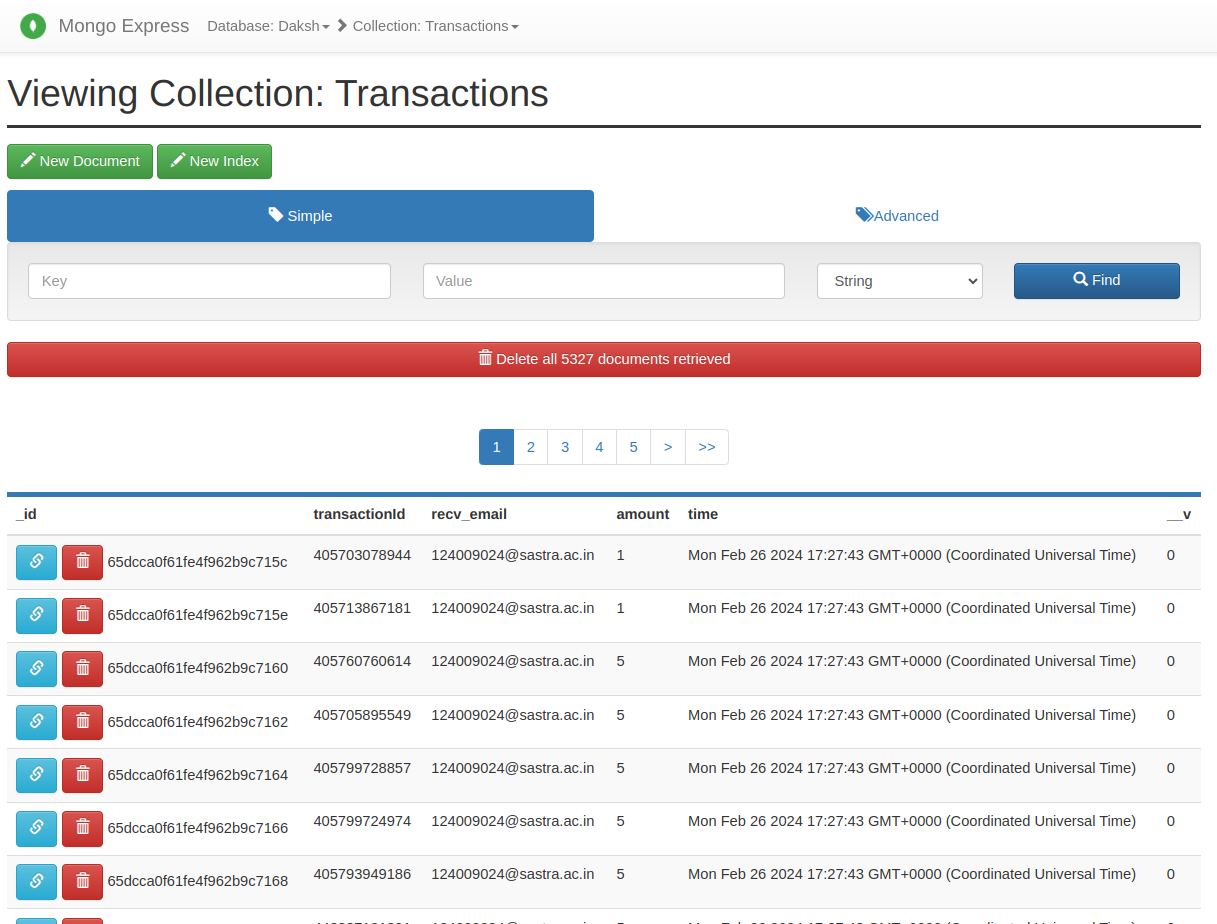 Mongo Express Database: Daksh Collection: Transactions
Viewing Collection: Transactions
New Document New Index
Simple Advanced
Key Value String Find
Delete all 5327 documents retrieved
1 2 3 4 5 > >>
_id transactionId recv_email amount time __v
65dcca0f61fe4f962b9c715c 405703078944 124009024@sastra.ac.in 1 Mon Feb 26 2024 17:27:43 GMT+0000 (Coordinated Universal Time) 0
65dcca0f61fe4f962b9c715e 405713867181 124009024@sastra.ac.in 1 Mon Feb 26 2024 17:27:43 GMT+0000 (Coordinated Universal Time) 0
65dcca0f61fe4f962b9c7160 405760760614 124009024@sastra.ac.in 5 Mon Feb 26 2024 17:27:43 GMT+0000 (Coordinated Universal Time) 0
65dcca0f61fe4f962b9c7162 405705895549 124009024@sastra.ac.in 5 Mon Feb 26 2024 17:27:43 GMT+0000 (Coordinated Universal Time) 0
65dcca0f61fe4f962b9c7164 405799728857 124009024@sastra.ac.in 5 Mon Feb 26 2024 17:27:43 GMT+0000 (Coordinated Universal Time) 0
65dcca0f61fe4f962b9c7166 405799724974 124009024@sastra.ac.in 5 Mon Feb 26 2024 17:27:43 GMT+0000 (Coordinated Universal Time) 0
65dcca0f61fe4f962b9c7168 405793949186 124009024@sastra.ac.in 5 Mon Feb 26 2024 17:27:43 GMT+0000 (Coordinated Universal Time) 0